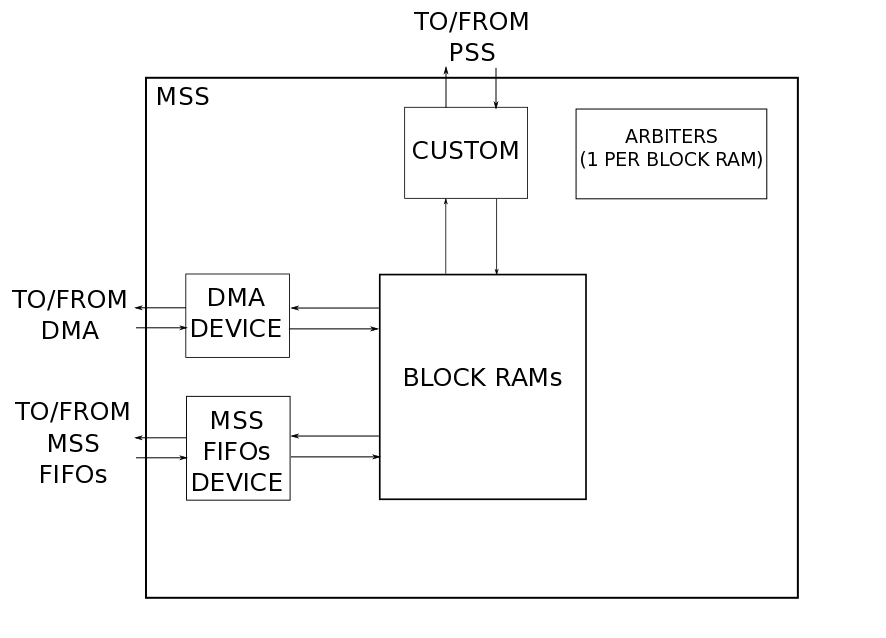 TO/FROM
PSS
MSS
CUSTOM
ARBITERS
(1 PER BLOCK RAM)
TO/FROM
DMA
DMA
DEVICE
BLOCK RAMs
TO/FROM
MSS
FIFOs
MSS
FIFOs
DEVICE